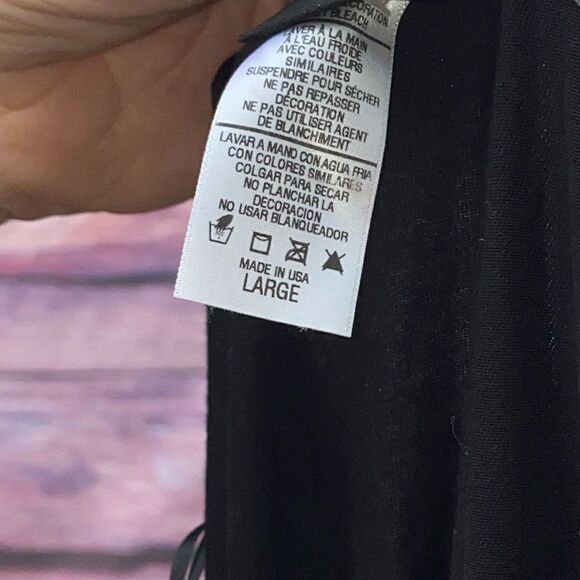 DECORATION
BLEACH
LAVER À LA MAIN
À L'EAU FROIDE
AVEC COULEURS
SIMILAIRES
SUSPENDRE POUR SÉCHER
NE PAS REPASSER
DÉCORATION
NE PAS UTILISER AGENT
DE BLANCHIMENT
LAVAR A MANO CON AGUA FRIA
CON COLORES SIMILARES
COLGAR PARA SECAR
NO PLANCHAR LA
DECORACION
NO USAR BLANQUEADOR
MADE IN USA
LARGE